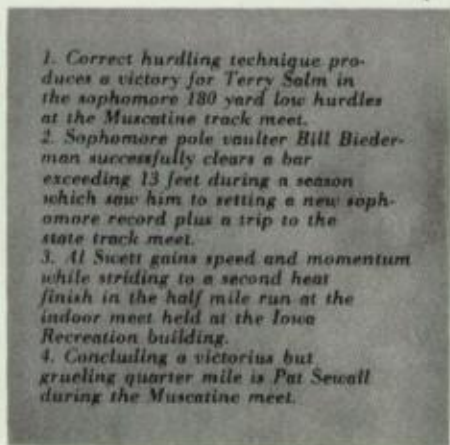 1. Correct hurdling technique pro-
duces a victory for Terry Salm in
the sophomore 180 yard low hurdles
at the Muscatine track meet.
2. Sophomore pole vaulter Bill Bieder-
man successfully clears a bar
exceeding 13 feet during a season
which saw him to setting a new soph-
omore record plus a trip to the
state track meet.
3. Al Swett gains speed and momentum
while striding to a second heat
finish in the half mile run at the
indoor meet held at the Iowa
Recreation building.
4. Concluding a victorius but
grueling quarter mile is Pat Sewall
during the Muscatine meet.